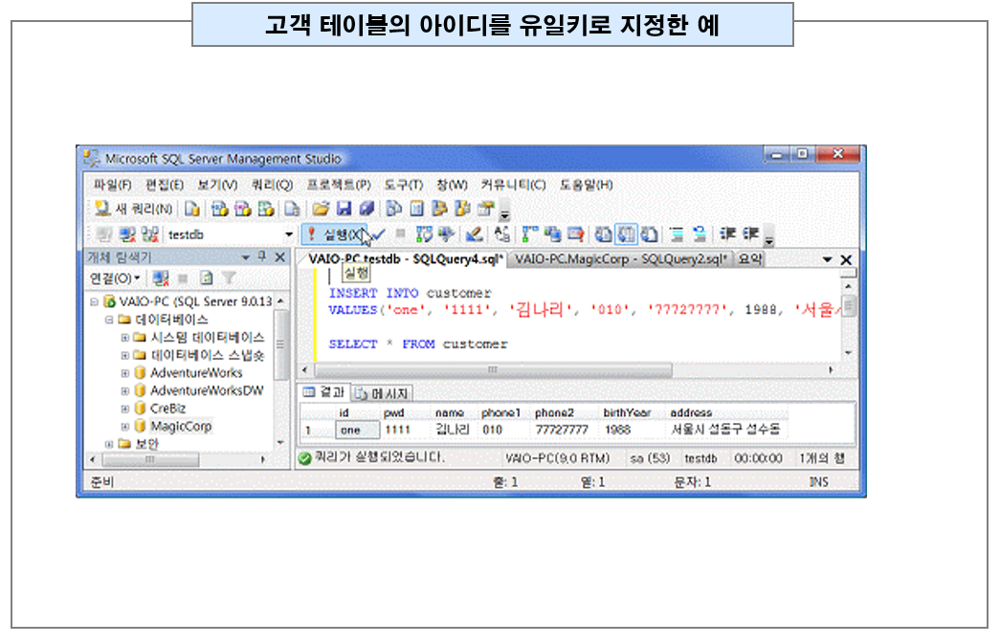 고객 테이블의 아이디를 유일키로 지정한 예
Microsoft SQL Server Management Studio
파일(F) 편집(E) 보기(V) 쿼리(Q) 프로젝트(P) 도구(T) 창(W) 커뮤니티(C) 도움말(H)
새 쿼리(N)
testdb 실행(X)
개체 탐색기
VAIO-PC.testdb - SQLQuery4.sql* VAIO-PC.MagicCorp - SQLQuery2.sql* 요약
실행
연결(O)
VAIO-PC (SQL Server 9.0.13
데이터베이스
시스템 데이터베이스
데이터베이스 스냅숏
AdventureWorks
AdventureWorksDW
CreBiz
MagicCorp
보안
INSERT INTO customer
VALUES('one', '1111', '김나리', '010', '77727777', 1988, '서울
SELECT * FROM customer
결과 메시지
id pwd name phone1 phone2 birthYear address
1 one 1111 김나리 010 77727777 1988 서울시 성동구 성수동
쿼리가 실행되었습니다. VAIO-PC(9.0 RTM) sa (53) testdb 00:00:00 1개의 행
준비 줄: 1 열: 1 문자: 1 INS